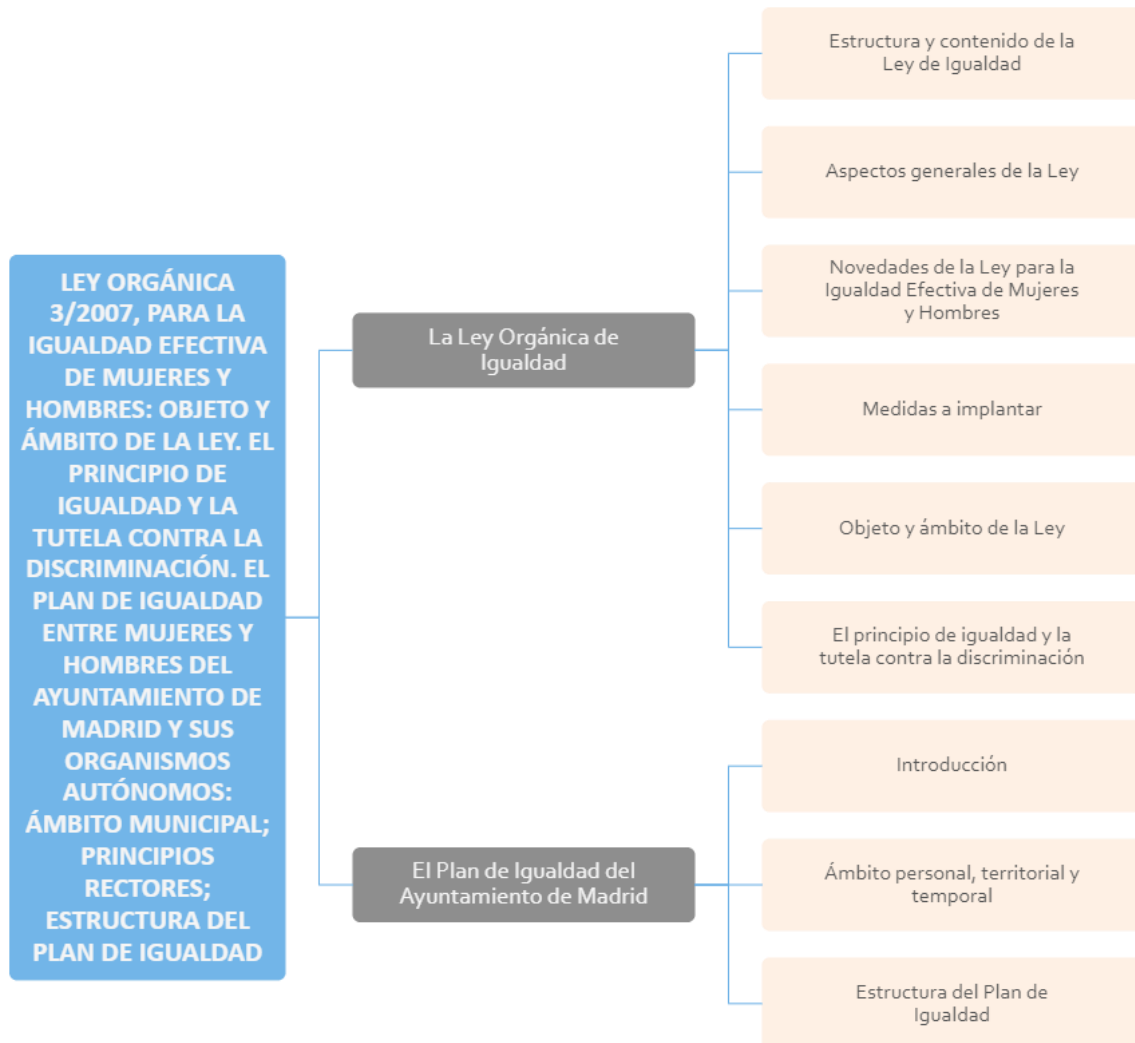 LEY ORGÁNICA
3/2007, PARA LA
IGUALDAD EFECTIVA
DE MUJERES Y
HOMBRES: OBJETO Y
ÁMBITO DE LA LEY. EL
PRINCIPIO DE
IGUALDAD Y LA
TUTELA CONTRA LA
DISCRIMINACIÓN. EL
PLAN DE IGUALDAD
ENTRE MUJERES Y
HOMBRES DEL
AYUNTAMIENTO DE
MADRID Y SUS
ORGANISMOS
AUTÓNOMOS:
ÁMBITO MUNICIPAL;
PRINCIPIOS
RECTORES;
ESTRUCTURA DEL
PLAN DE IGUALDAD
La Ley Orgánica de
Igualdad
Estructura y contenido de la
Ley de Igualdad
Aspectos generales de la Ley
Novedades de la Ley para la
Igualdad Efectiva de Mujeres
y Hombres
Medidas a implantar
Objeto y ámbito de la Ley
El principio de igualdad y la
tutela contra la discriminación
El Plan de Igualdad del
Ayuntamiento de Madrid
Introducción
Ámbito personal, territorial y
temporal
Estructura del Plan de
Igualdad